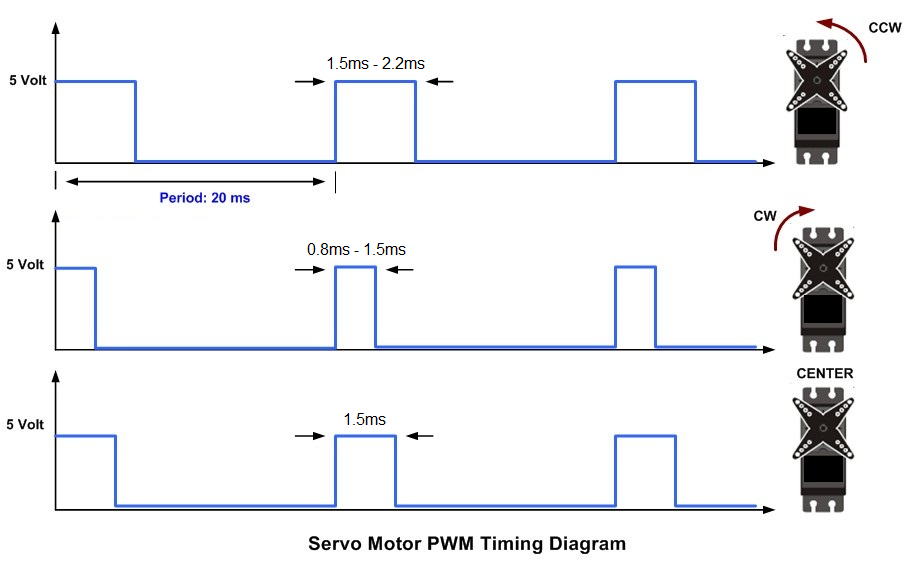 CCW
1.5ms - 2.2ms
5 Volt
Period: 20 ms
CW
0.8ms - 1.5ms
5 Volt
CENTER
1.5ms
5 Volt
Servo Motor PWM Timing Diagram